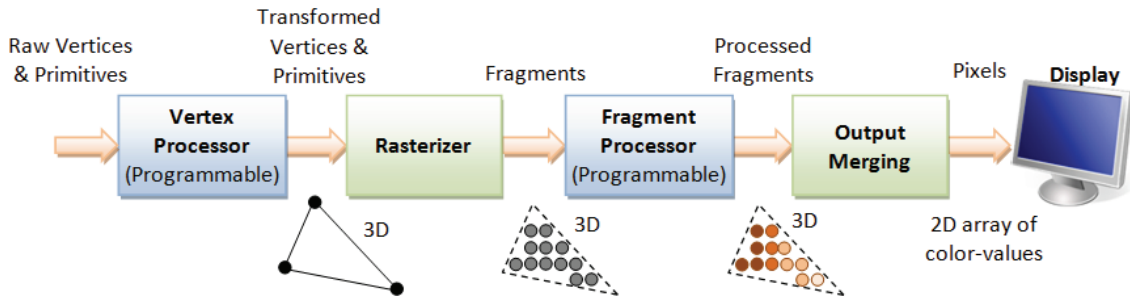 Raw Vertices
& Primitives
Transformed
Vertices &
Primitives
Fragments
Processed
Fragments
Pixels
Display
Vertex
Processor
(Programmable)
Rasterizer
Fragment
Processor
(Programmable)
Output
Merging
3D
3D
3D
2D array of
color-values